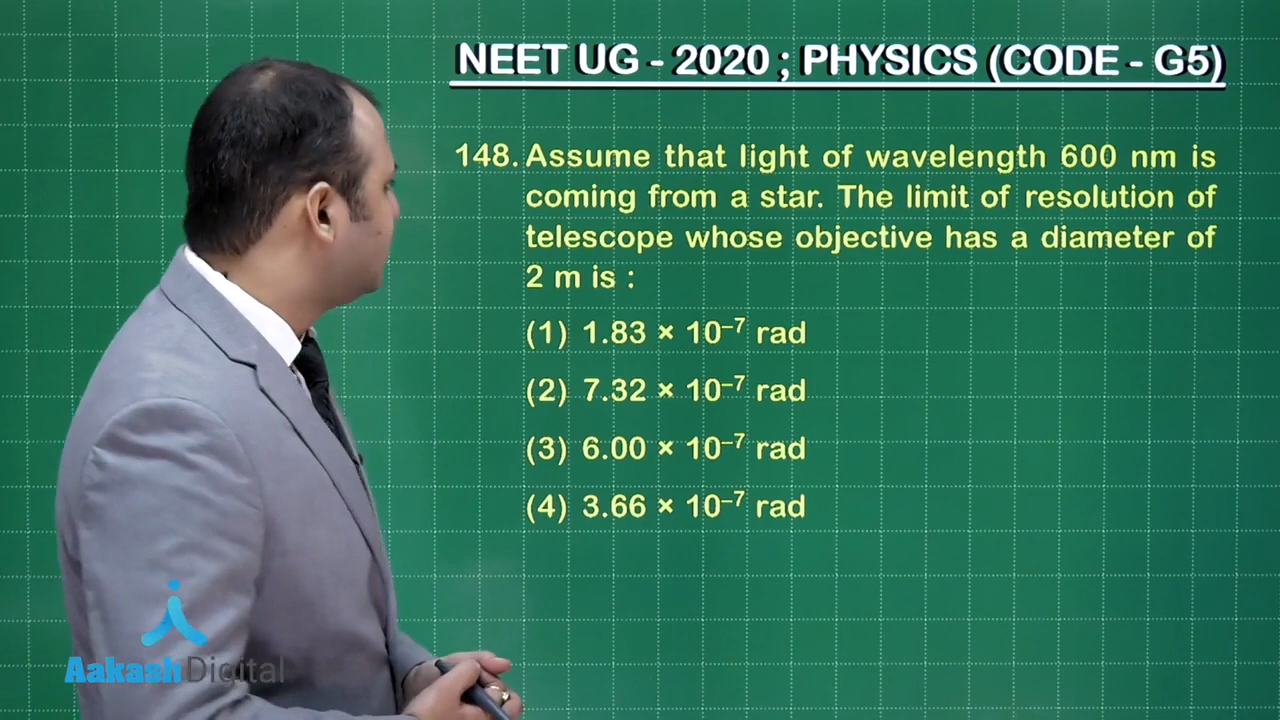 NEET UG - 2020 ; PHYSICS (CODE - G5)
148. Assume that light of wavelength 600 nm is
coming from a star. The limit of resolution of
telescope whose objective has a diameter of
2 m is :
(1) 1.83 × 10⁻⁷ rad
(2) 7.32 × 10⁻⁷ rad
(3) 6.00 × 10⁻⁷ rad
(4) 3.66 × 10⁻⁷ rad
AakashDigital